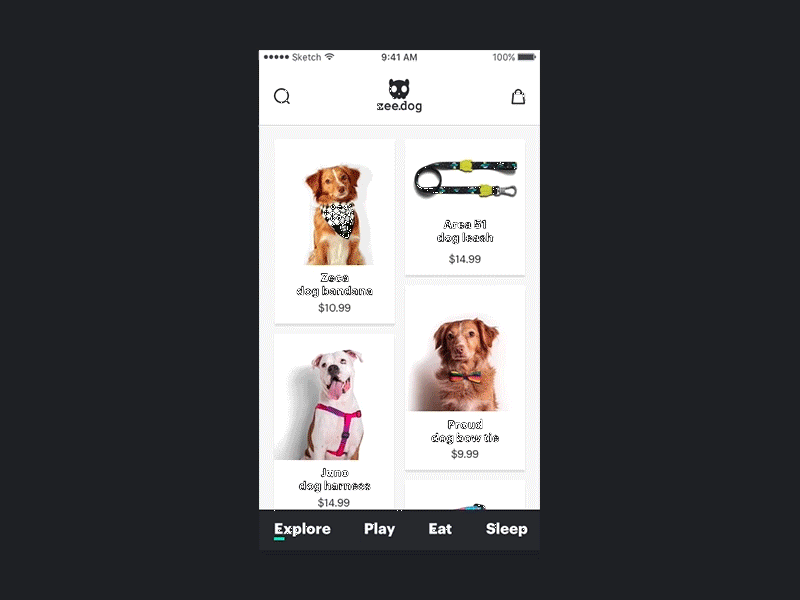 Sketch 9:41 AM 100%
zee.dog
Zeca
dog bandana
$10.99
Area 51
dog leash
$14.99
Juno
dog harness
$14.99
Proud
dog bow tie
$9.99
Explore Play Eat Sleep